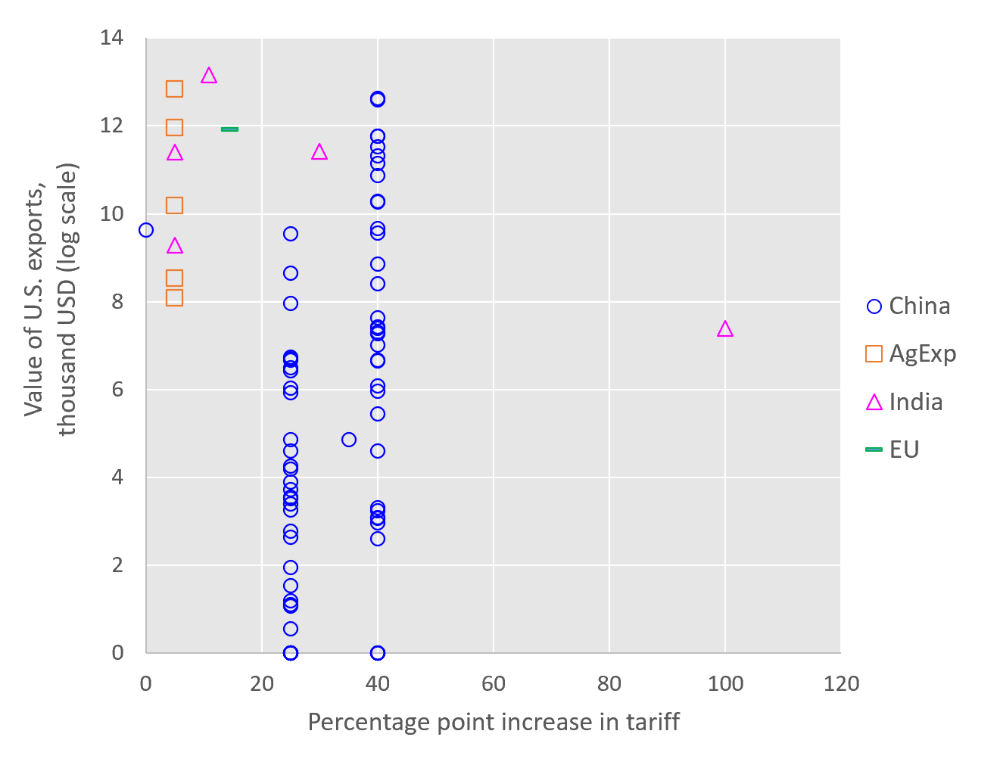 14
12
10
8
6
4
2
0
0 20 40 60 80 100 120
Value of U.S. exports,
thousand USD (log scale)
Percentage point increase in tariff
China
AgExp
India
EU